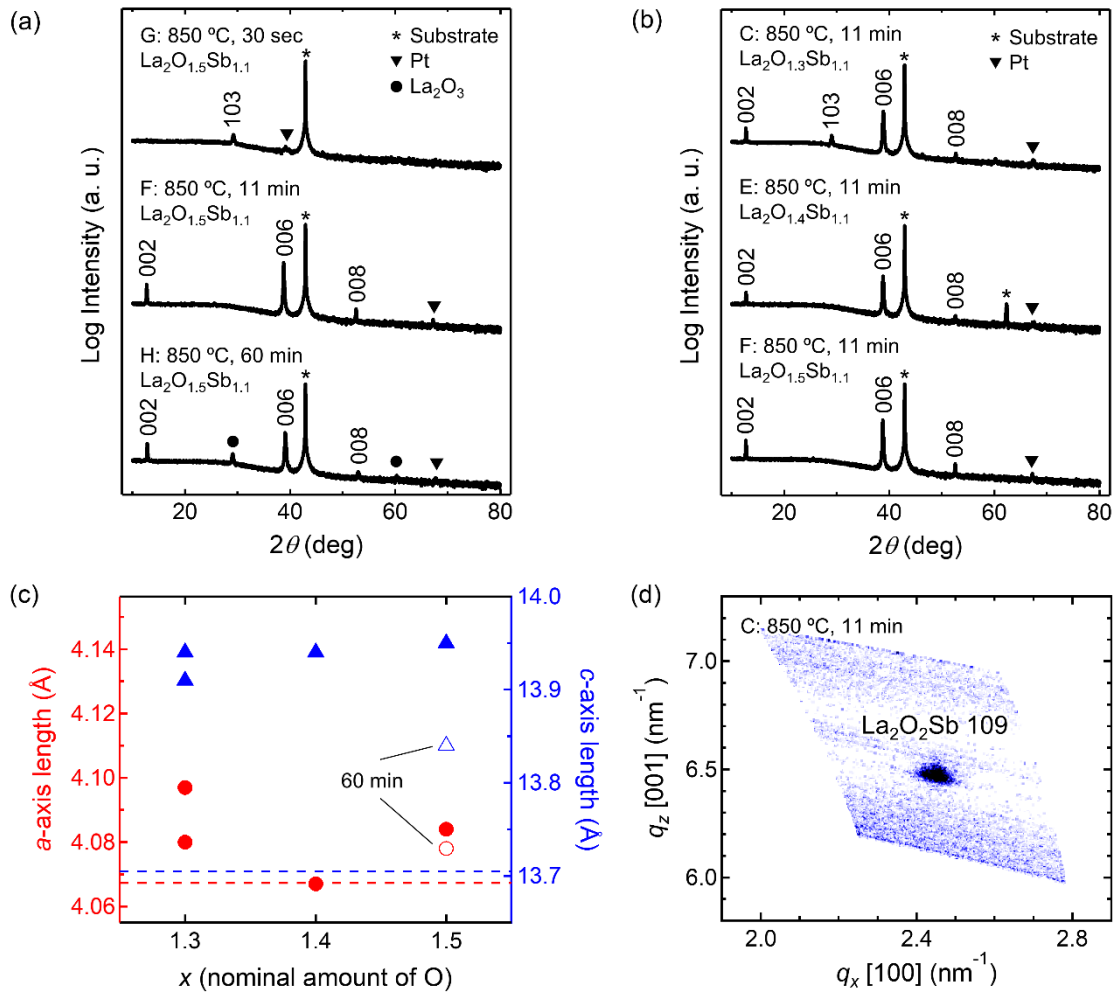 (a)
G: 850 ºC, 30 sec
La₂O₁.₅Sb₁.₁
* Substrate
▼ Pt
● La₂O₃
103
*
F: 850 ºC, 11 min
La₂O₁.₅Sb₁.₁
002
006
*
008
H: 850 ºC, 60 min
La₂O₁.₅Sb₁.₁
002
006
*
008
Log Intensity (a. u.)
20 40 60 80
2θ (deg)
(b)
C: 850 ºC, 11 min
La₂O₁.₃Sb₁.₁
* Substrate
▼ Pt
002
103
006
*
008
E: 850 ºC, 11 min
La₂O₁.₄Sb₁.₁
002
006
*
008
*
F: 850 ºC, 11 min
La₂O₁.₅Sb₁.₁
002
006
*
008
Log Intensity (a. u.)
20 40 60 80
2θ (deg)
(c)
4.14
4.12
4.10
4.08
4.06
a-axis length (Å)
60 min
14.0
13.9
13.8
13.7
c-axis length (Å)
1.3 1.4 1.5
x (nominal amount of O)
(d)
C: 850 ºC, 11 min
La₂O₂Sb 109
7.0
6.5
6.0
q_z [001] (nm⁻¹)
2.0 2.4 2.8
q_x [100] (nm⁻¹)